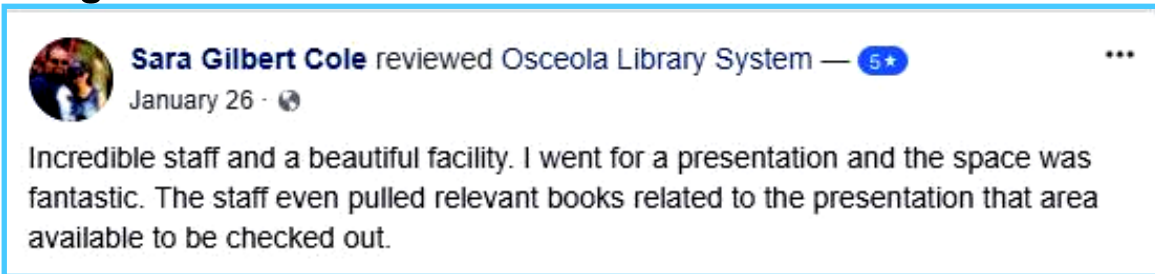 Sara Gilbert Cole reviewed Osceola Library System — 5★
January 26 ·
Incredible staff and a beautiful facility. I went for a presentation and the space was
fantastic. The staff even pulled relevant books related to the presentation that area
available to be checked out.